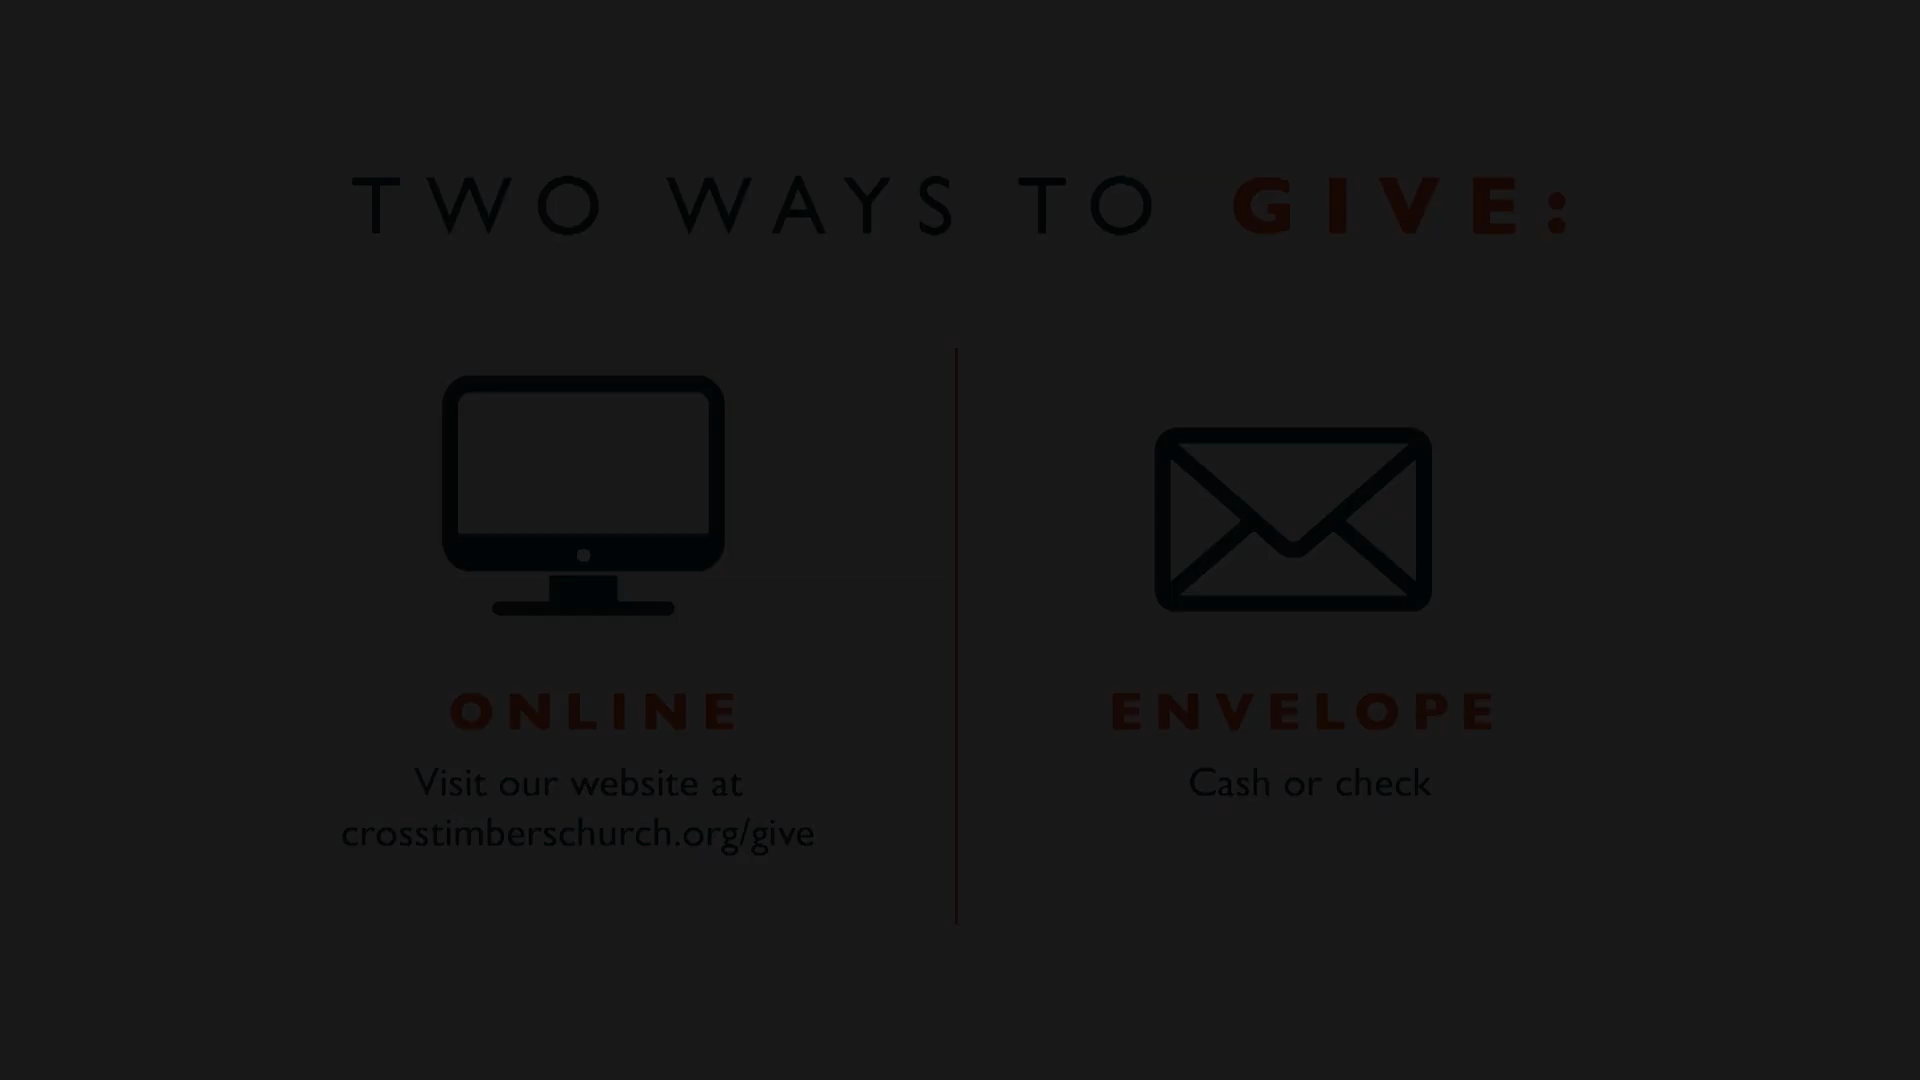 TWO WAYS TO GIVE:
ONLINE
Visit our website at
crosstimberschurch.org/give
ENVELOPE
Cash or check